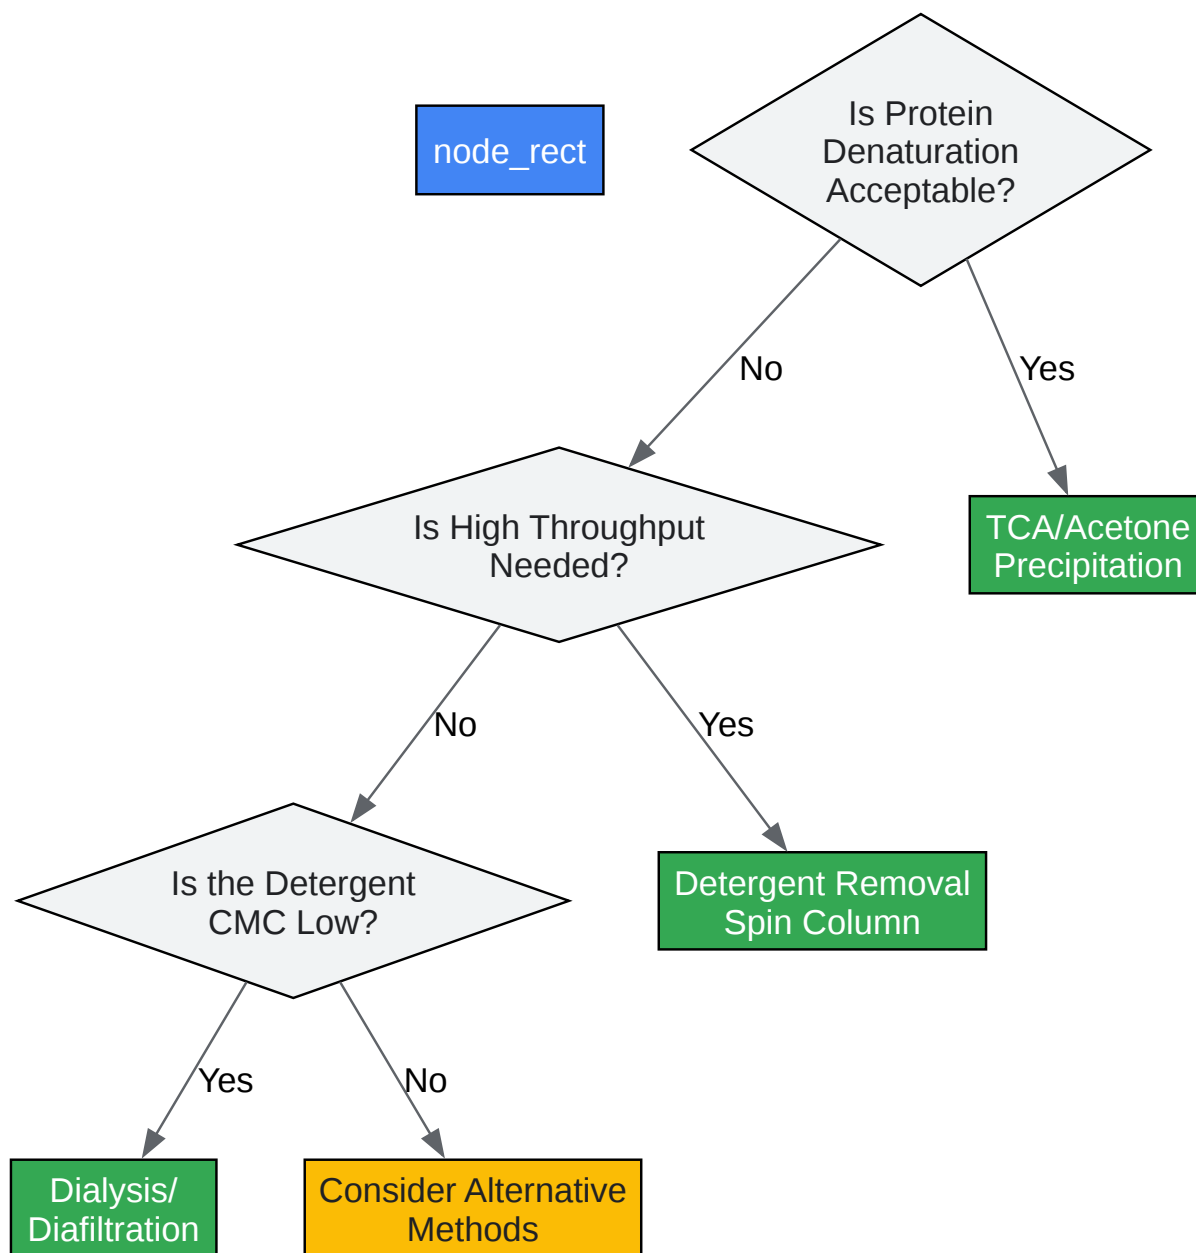 node_rect
Is Protein
Denaturation
Acceptable?
No
Yes
Is High Throughput
Needed?
TCA/Acetone
Precipitation
No
Yes
Is the Detergent
CMC Low?
Detergent Removal
Spin Column
Yes
No
Dialysis/
Diafiltration
Consider Alternative
Methods